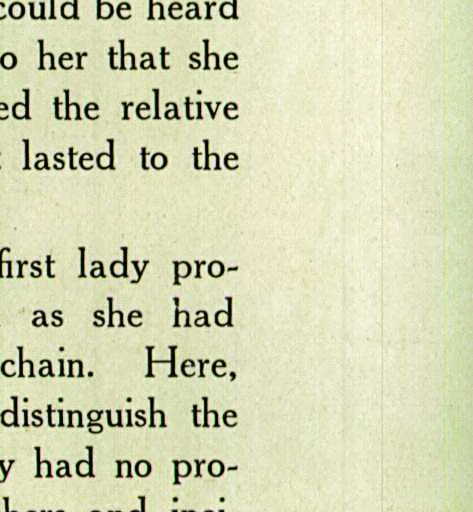 could be heard
o her that she
ed the relative
lasted to the
first lady pro-
as she had
chain. Here,
distinguish the
y had no pro-